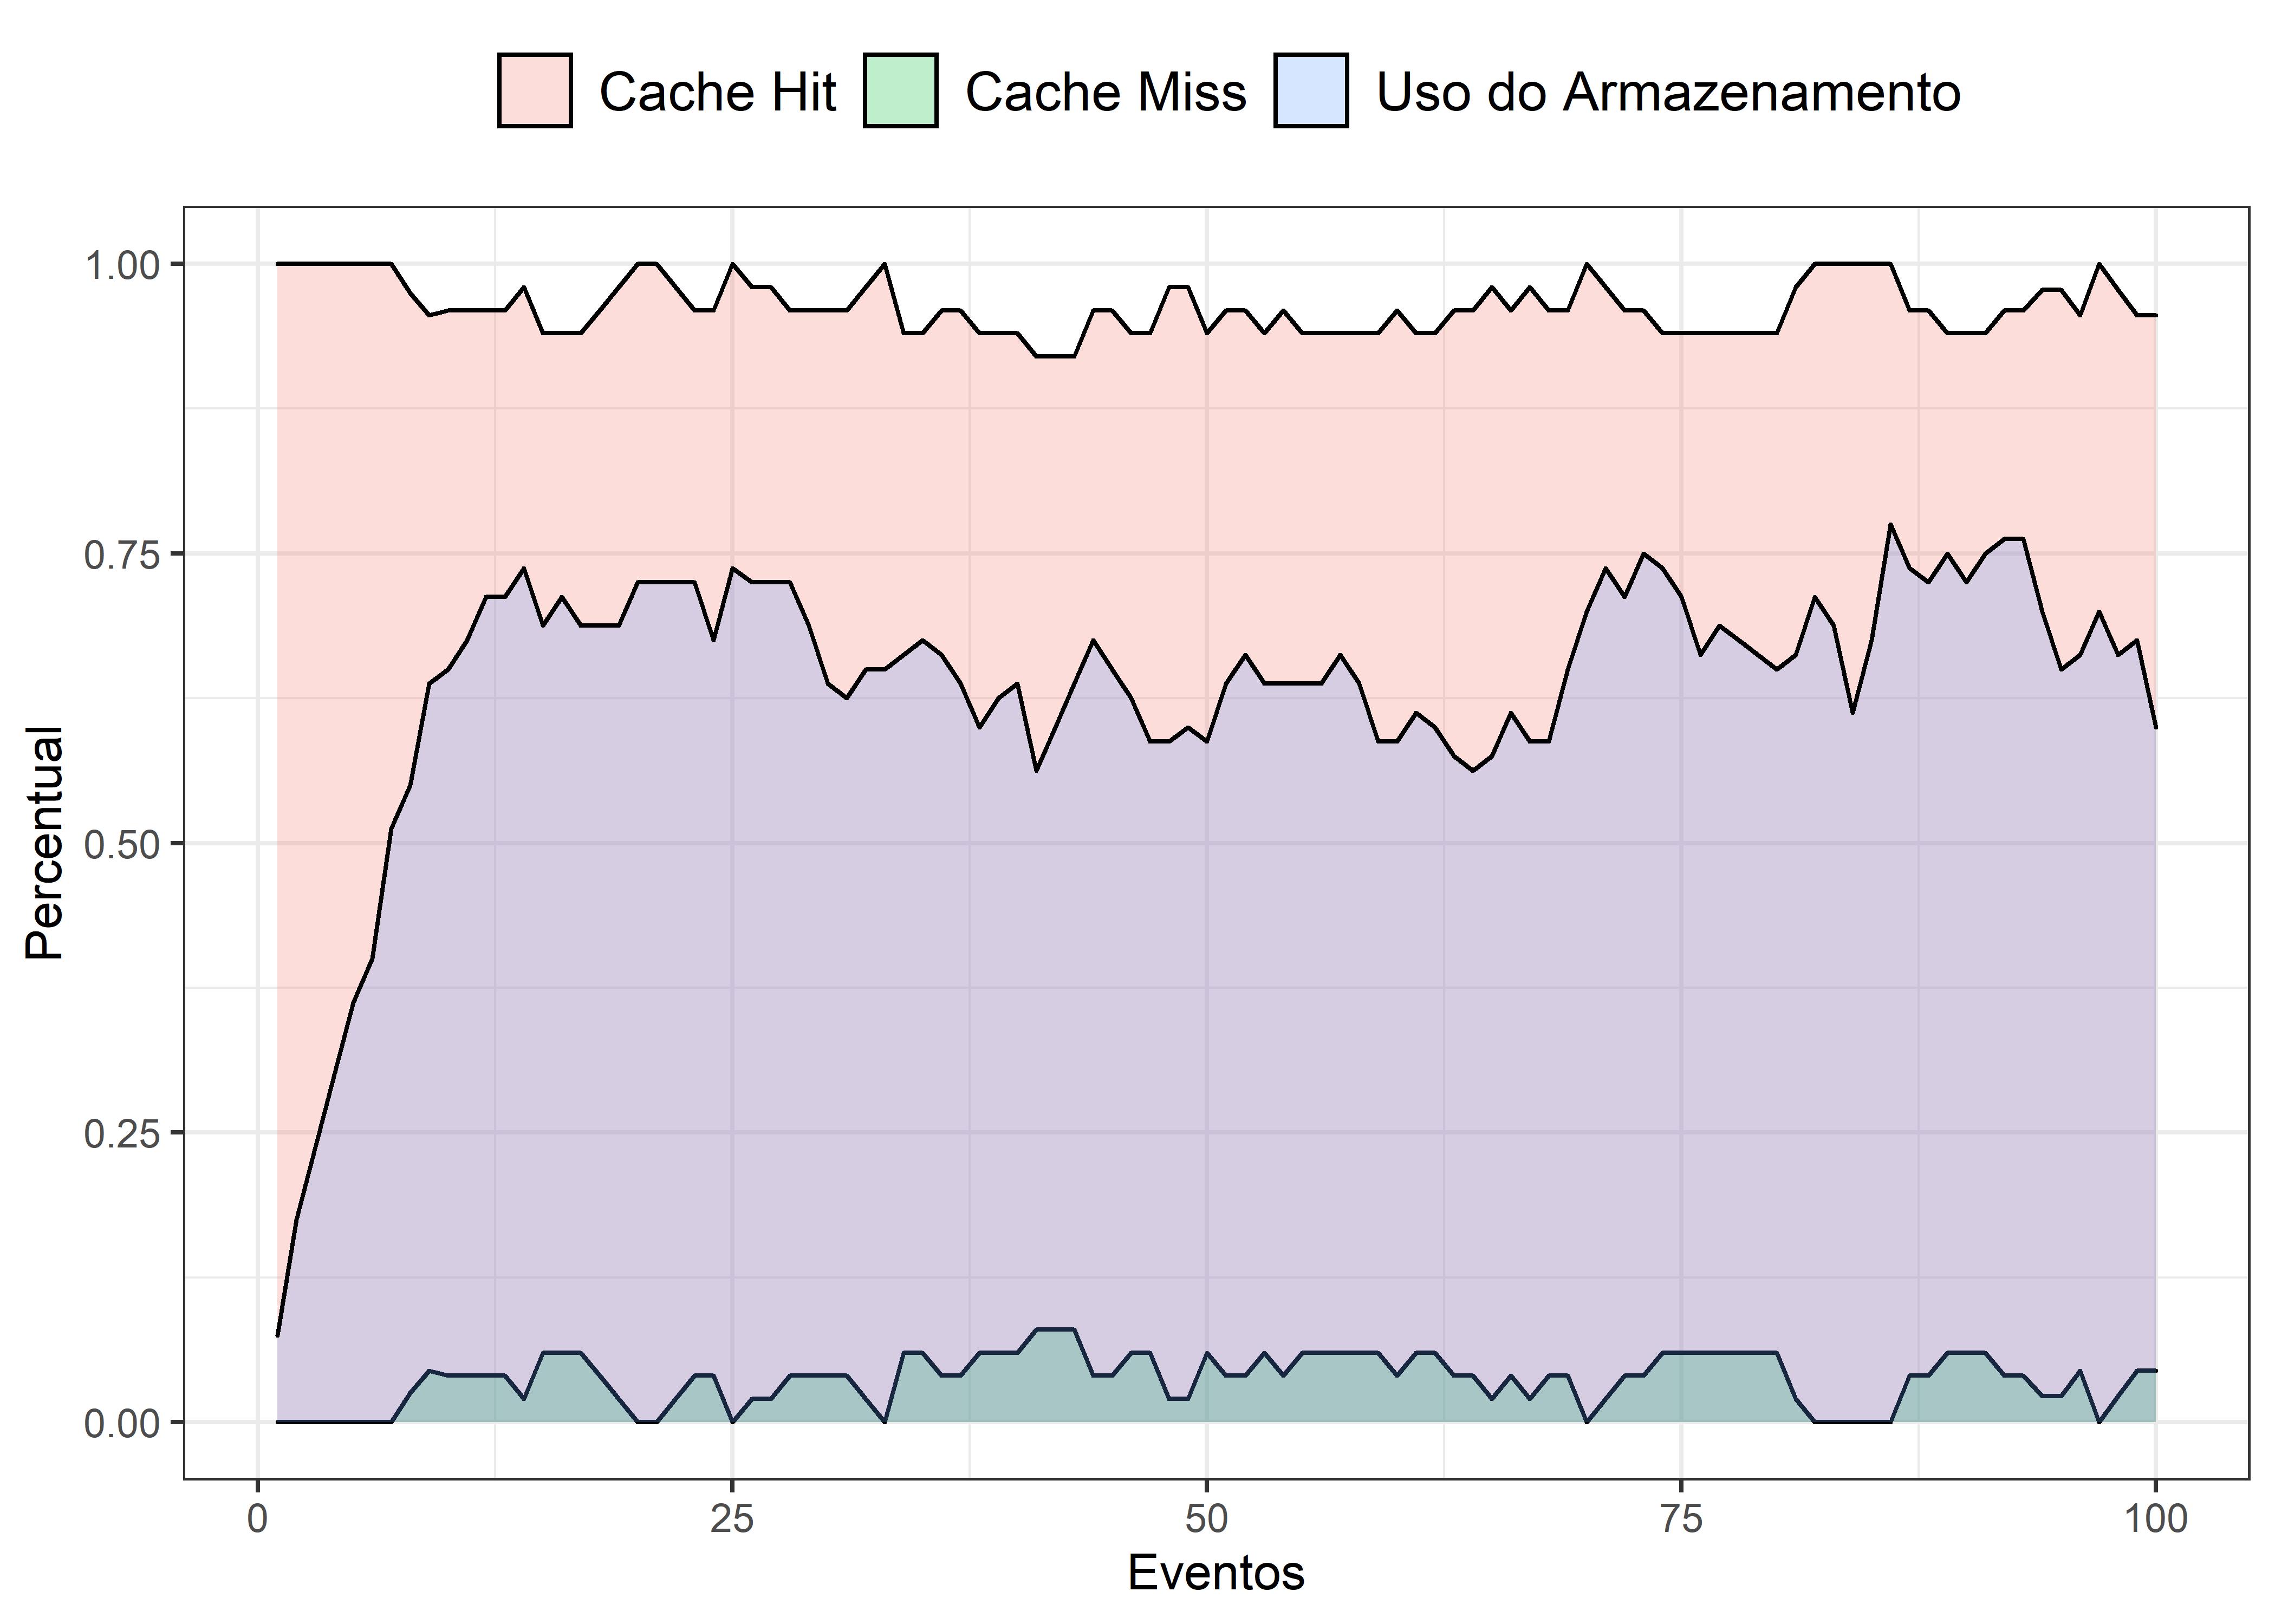 Cache Hit Cache Miss Uso do Armazenamento
1.00
0.75
0.50
0.25
0.00
Percentual
0 25 50 75 100
Eventos